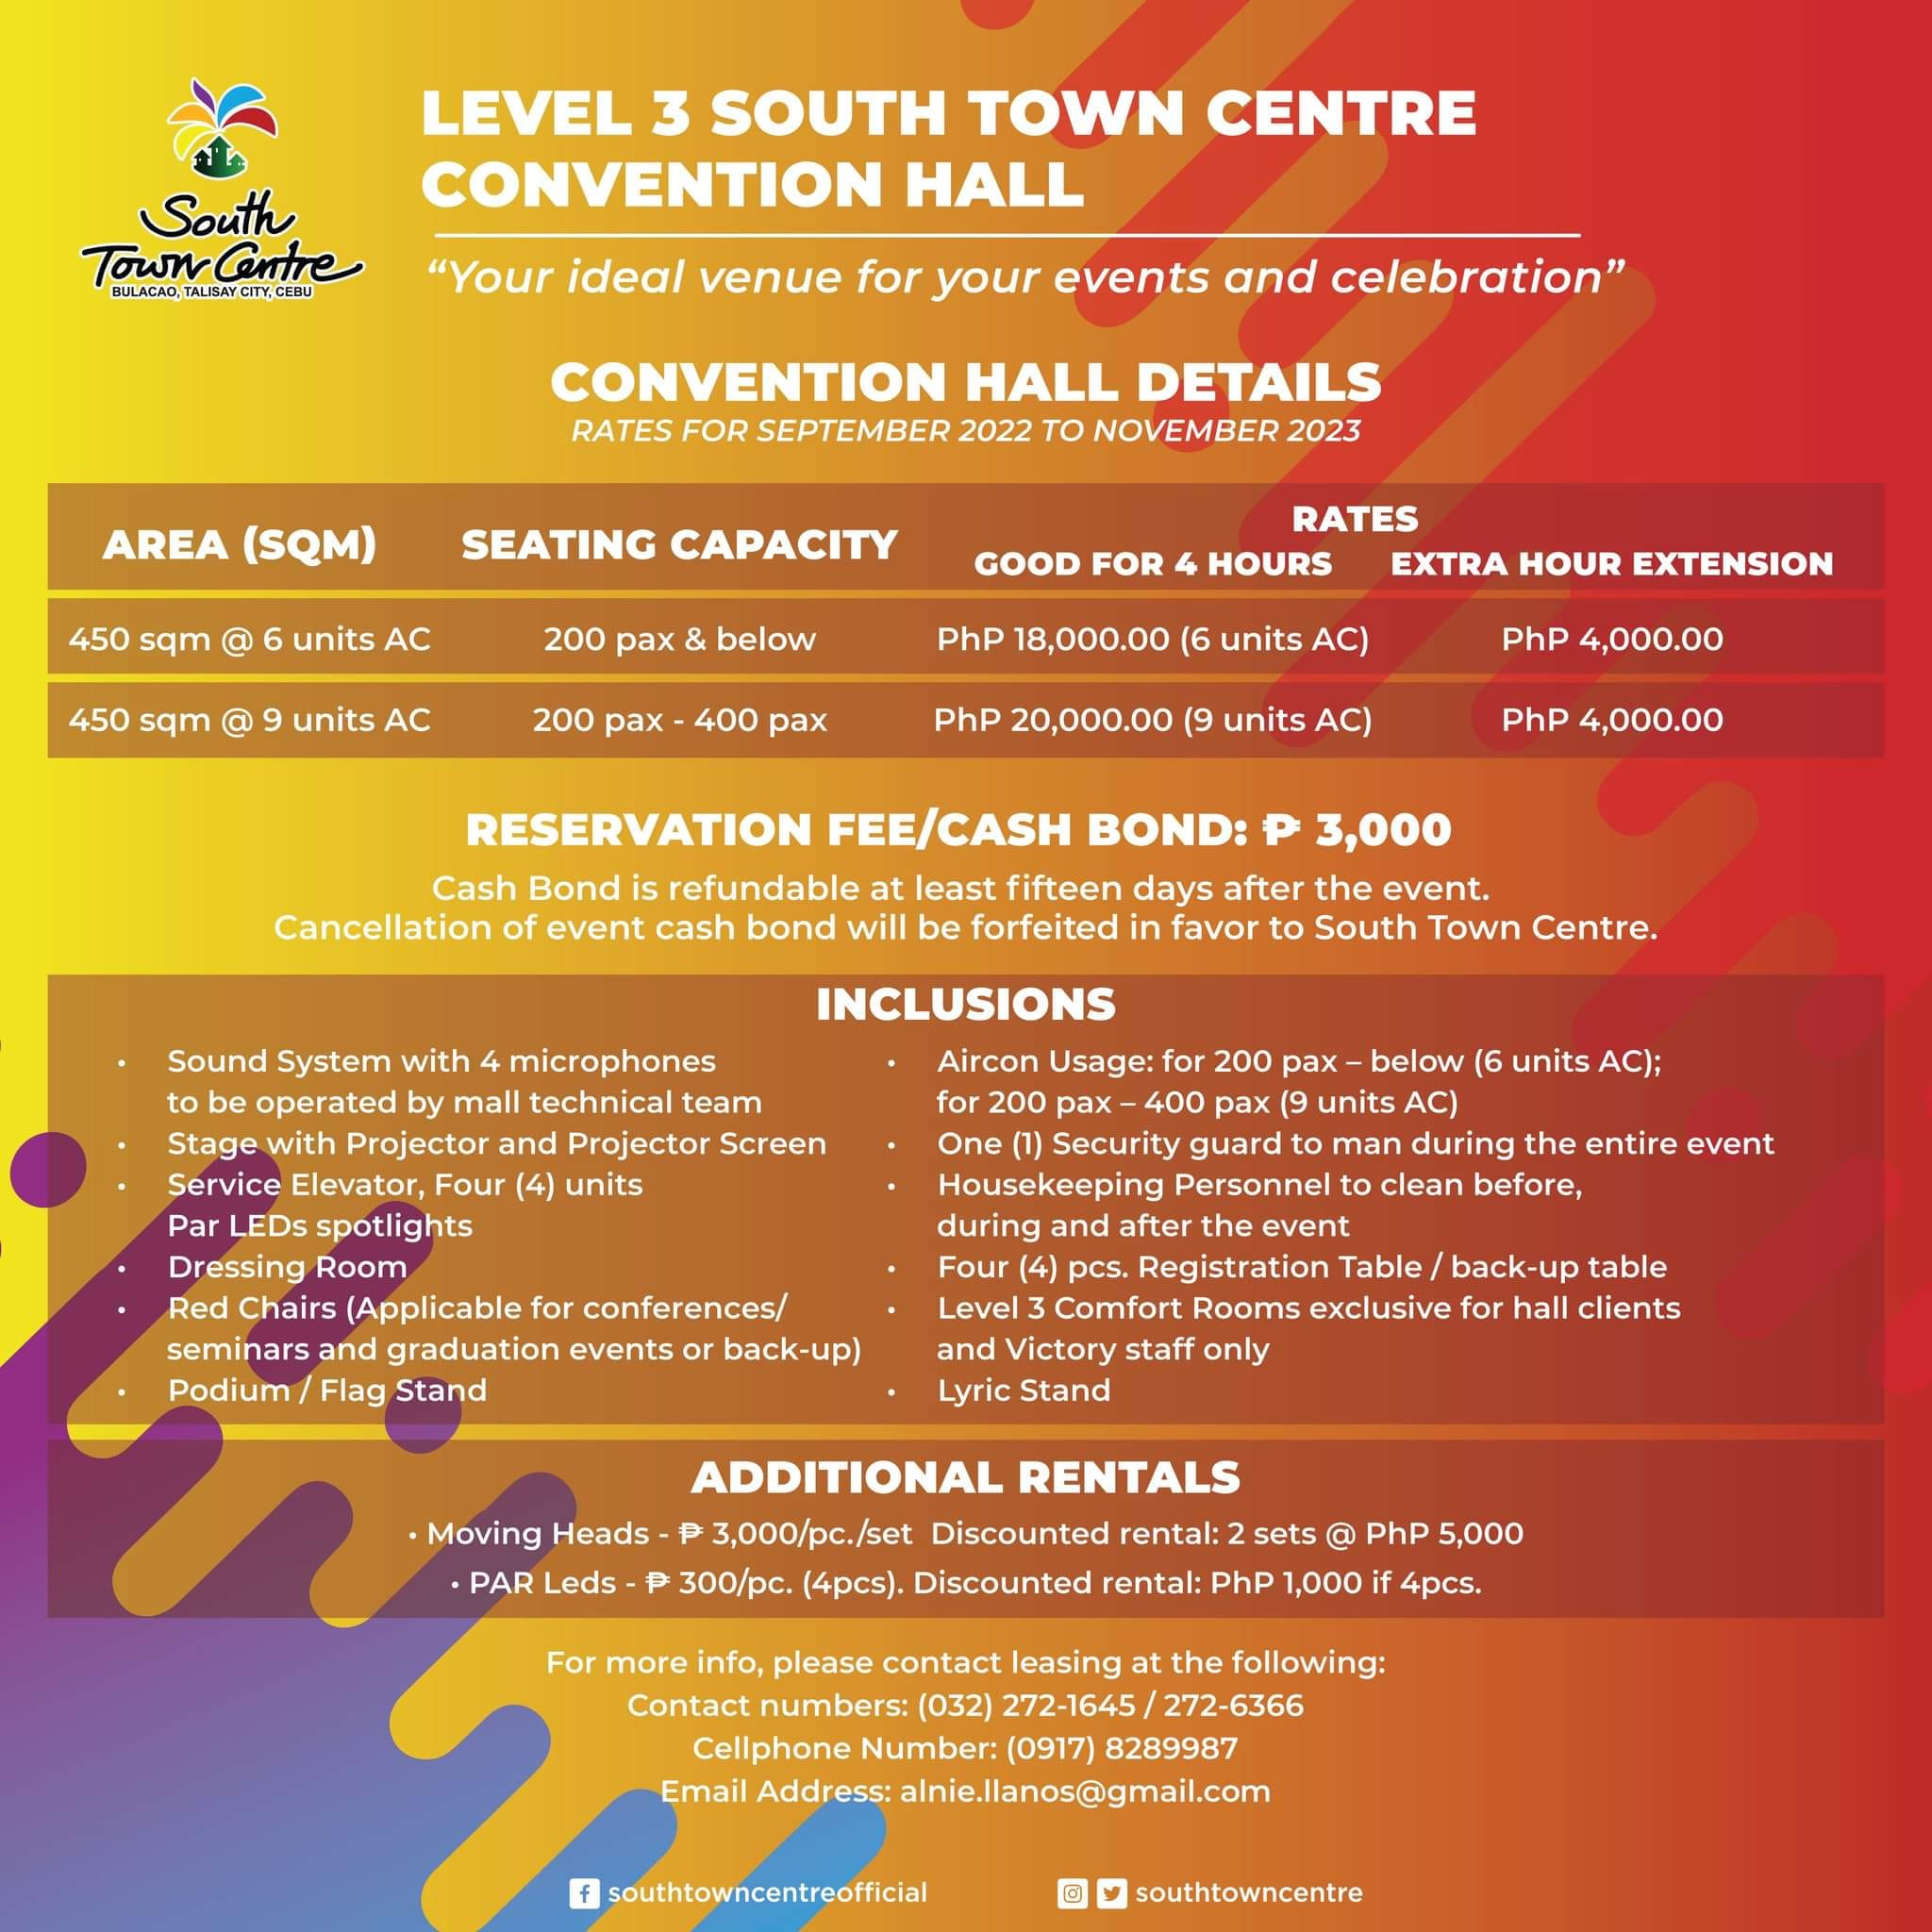 South
Town Centre
BULACAO, TALISAY CITY, CEBU
LEVEL 3 SOUTH TOWN CENTRE
CONVENTION HALL
“Your ideal venue for your events and celebration”
CONVENTION HALL DETAILS
RATES FOR SEPTEMBER 2022 TO NOVEMBER 2023
AREA (SQM) SEATING CAPACITY RATES
GOOD FOR 4 HOURS EXTRA HOUR EXTENSION
450 sqm @ 6 units AC 200 pax & below PhP 18,000.00 (6 units AC) PhP 4,000.00
450 sqm @ 9 units AC 200 pax - 400 pax PhP 20,000.00 (9 units AC) PhP 4,000.00
RESERVATION FEE/CASH BOND: ₱ 3,000
Cash Bond is refundable at least fifteen days after the event.
Cancellation of event cash bond will be forfeited in favor to South Town Centre.
INCLUSIONS
• Sound System with 4 microphones
to be operated by mall technical team
• Stage with Projector and Projector Screen
• Service Elevator, Four (4) units
Par LEDs spotlights
• Dressing Room
• Red Chairs (Applicable for conferences/
seminars and graduation events or back-up)
• Podium / Flag Stand
• Aircon Usage: for 200 pax – below (6 units AC);
for 200 pax – 400 pax (9 units AC)
• One (1) Security guard to man during the entire event
• Housekeeping Personnel to clean before,
during and after the event
• Four (4) pcs. Registration Table / back-up table
• Level 3 Comfort Rooms exclusive for hall clients
and Victory staff only
• Lyric Stand
ADDITIONAL RENTALS
• Moving Heads - ₱ 3,000/pc./set Discounted rental: 2 sets @ PhP 5,000
• PAR Leds - ₱ 300/pc. (4pcs). Discounted rental: PhP 1,000 if 4pcs.
For more info, please contact leasing at the following:
Contact numbers: (032) 272-1645 / 272-6366
Cellphone Number: (0917) 8289987
Email Address: alnie.llanos@gmail.com
southtowncentreofficial southtowncentre